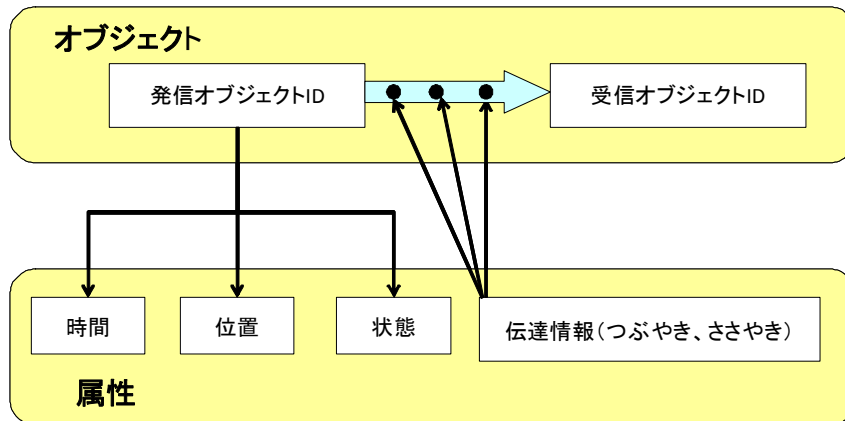 オブジェクト
発信オブジェクトID
受信オブジェクトID
時間
位置
状態
伝達情報(つぶやき、ささやき)
属性